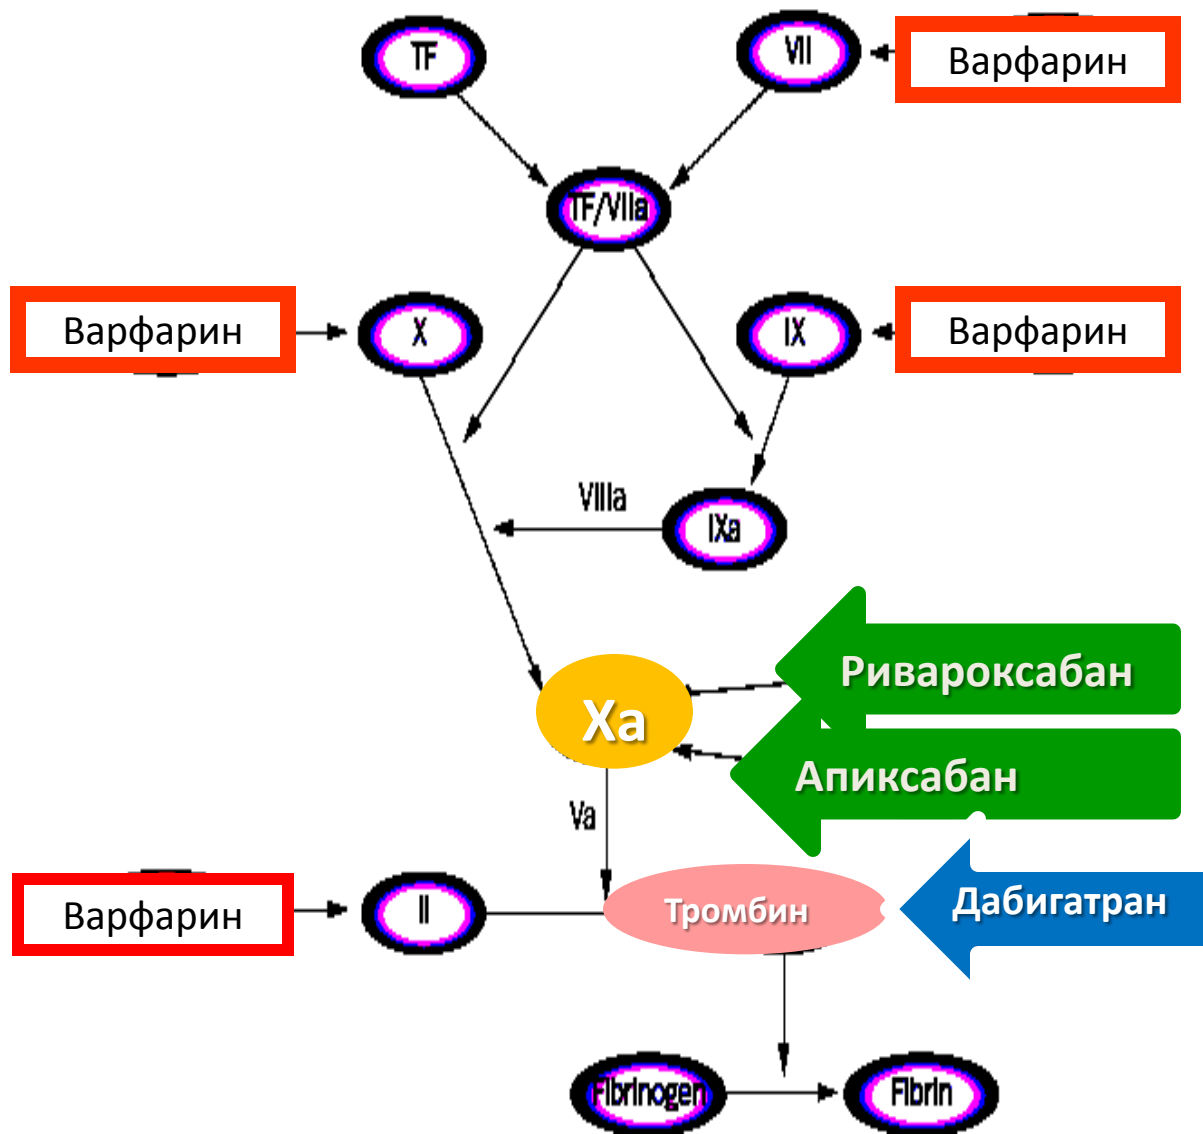 TF
VII
Варфарин
TF/VIIa
Варфарин
X
IX
Варфарин
VIIIa
IXa
Ривароксабан
Xa
Апиксабан
Va
Варфарин
II
Тромбин
Дабигатран
Fibrinogen
Fibrin